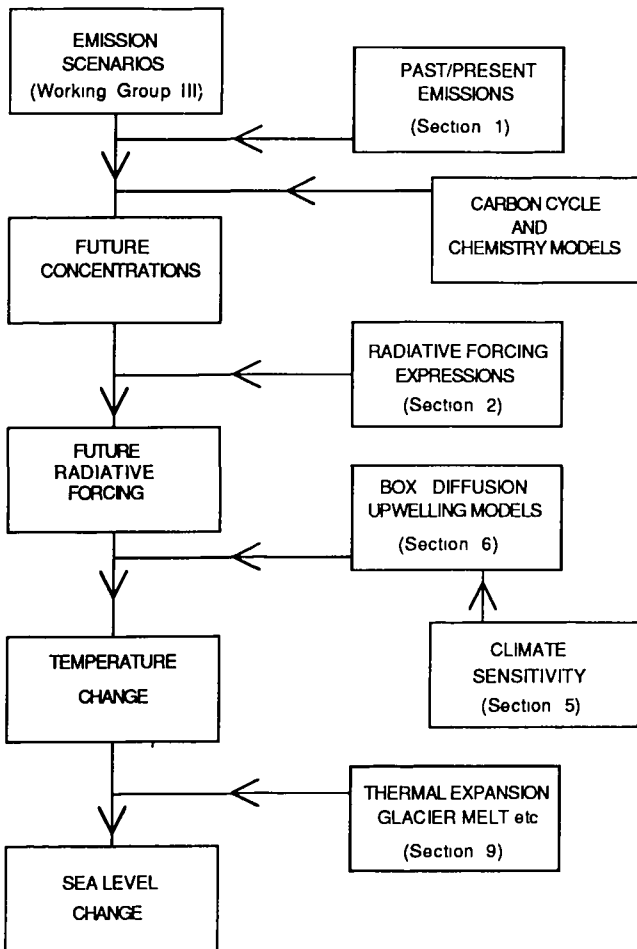 EMISSION
SCENARIOS
(Working Group III)
PAST/PRESENT
EMISSIONS
(Section 1)
CARBON CYCLE
AND
CHEMISTRY MODELS
FUTURE
CONCENTRATIONS
RADIATIVE FORCING
EXPRESSIONS
(Section 2)
FUTURE
RADIATIVE
FORCING
BOX DIFFUSION
UPWELLING MODELS
(Section 6)
CLIMATE
SENSITIVITY
(Section 5)
TEMPERATURE
CHANGE
THERMAL EXPANSION
GLACIER MELT etc
(Section 9)
SEA LEVEL
CHANGE